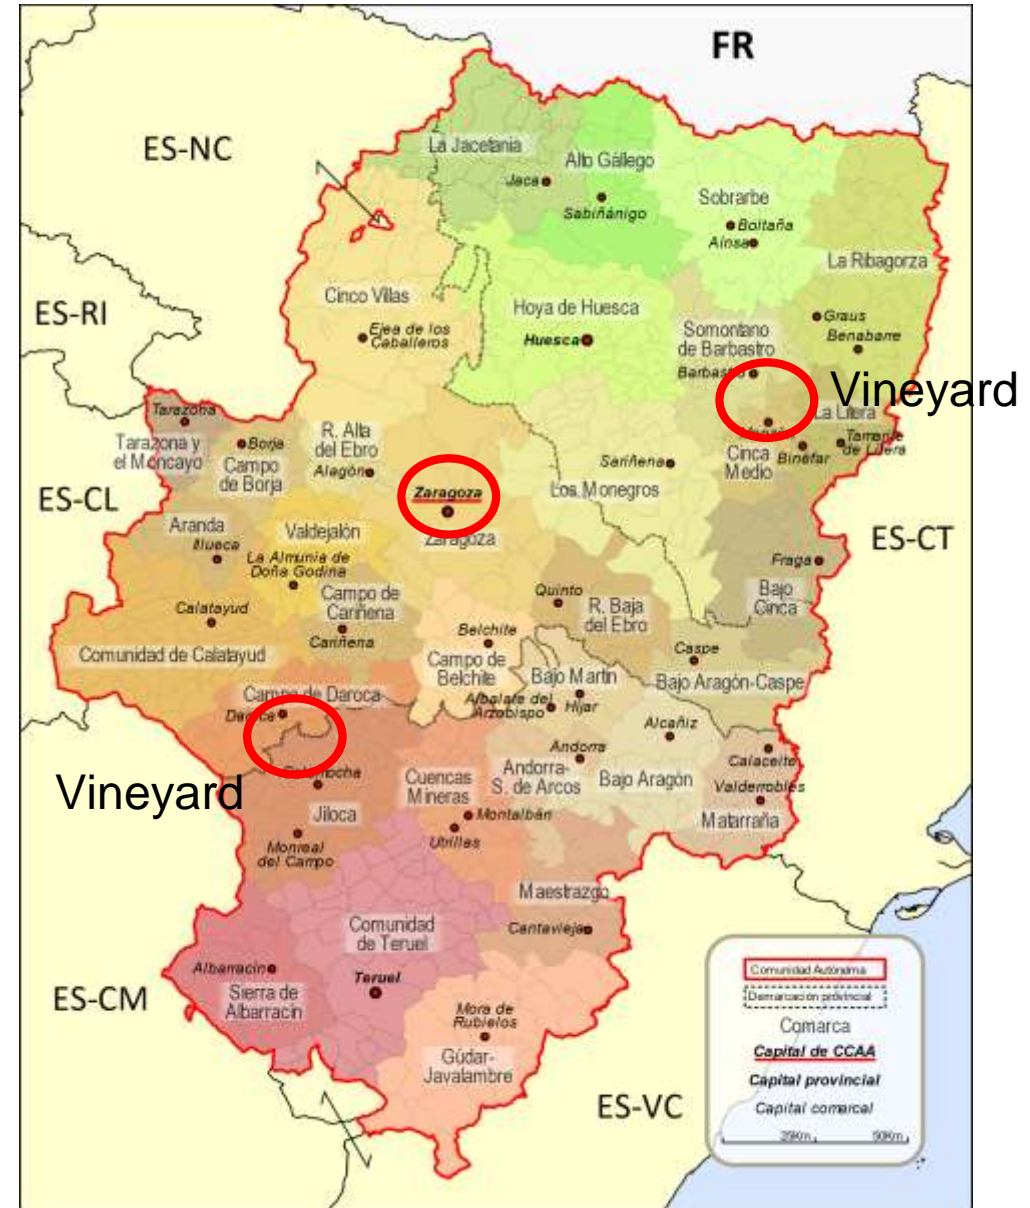 FR
ES-NC
La Jacetania
Alto Gállego
Jaca
Sabiñánigo
Sobrarbe
Boltaña
Aínsa
La Ribagorza
ES-RI
Cinco Villas
Ejea de los
Caballeros
Hoya de Huesca
Huesca
Somontano
de Barbastro
Barbastro
Graus
Benabarre
Vineyard
Tarazona
Tarazona y
el Moncayo
Borja
Campo
de Borja
R. Alta
del Ebro
Alagón
Zaragoza
Zaragoza
Sariñena
Los Monegros
Cinca
Medio
Binéfar
La Litera
Tamarite
de Litera
ES-CL
ES-CT
Aranda
Illueca
Valdejalón
La Almunia de
Doña Godina
Fraga
Bajo
Cinca
Calatayud
Campo de
Cariñena
Cariñena
Quinto
R. Baja
del Ebro
Belchite
Campo de
Belchite
Caspe
Bajo Aragón-Caspe
Comunidad de Calatayud
Campo de Daroca
Daroca
Bajo Martín
Albalate del
Arzobispo
Híjar
Alcañiz
Andorra
Andorra-
S. de Arcos
Bajo Aragón
Calaceite
Valderrobles
Matarraña
Vineyard
Calamocha
Jiloca
Cuencas
Mineras
Montalbán
Utrillas
Monreal
del Campo
Maestrazgo
Cantavieja
Comunidad
de Teruel
Teruel
Albarracín
Sierra de
Albarracín
ES-CM
Mora de
Rubielos
Gúdar-
Javalambre
ES-VC
Comunidad Autónoma
Demarcación provincial
Comarca
Capital de CCAA
Capital provincial
Capital comarcal
25Km
50Km